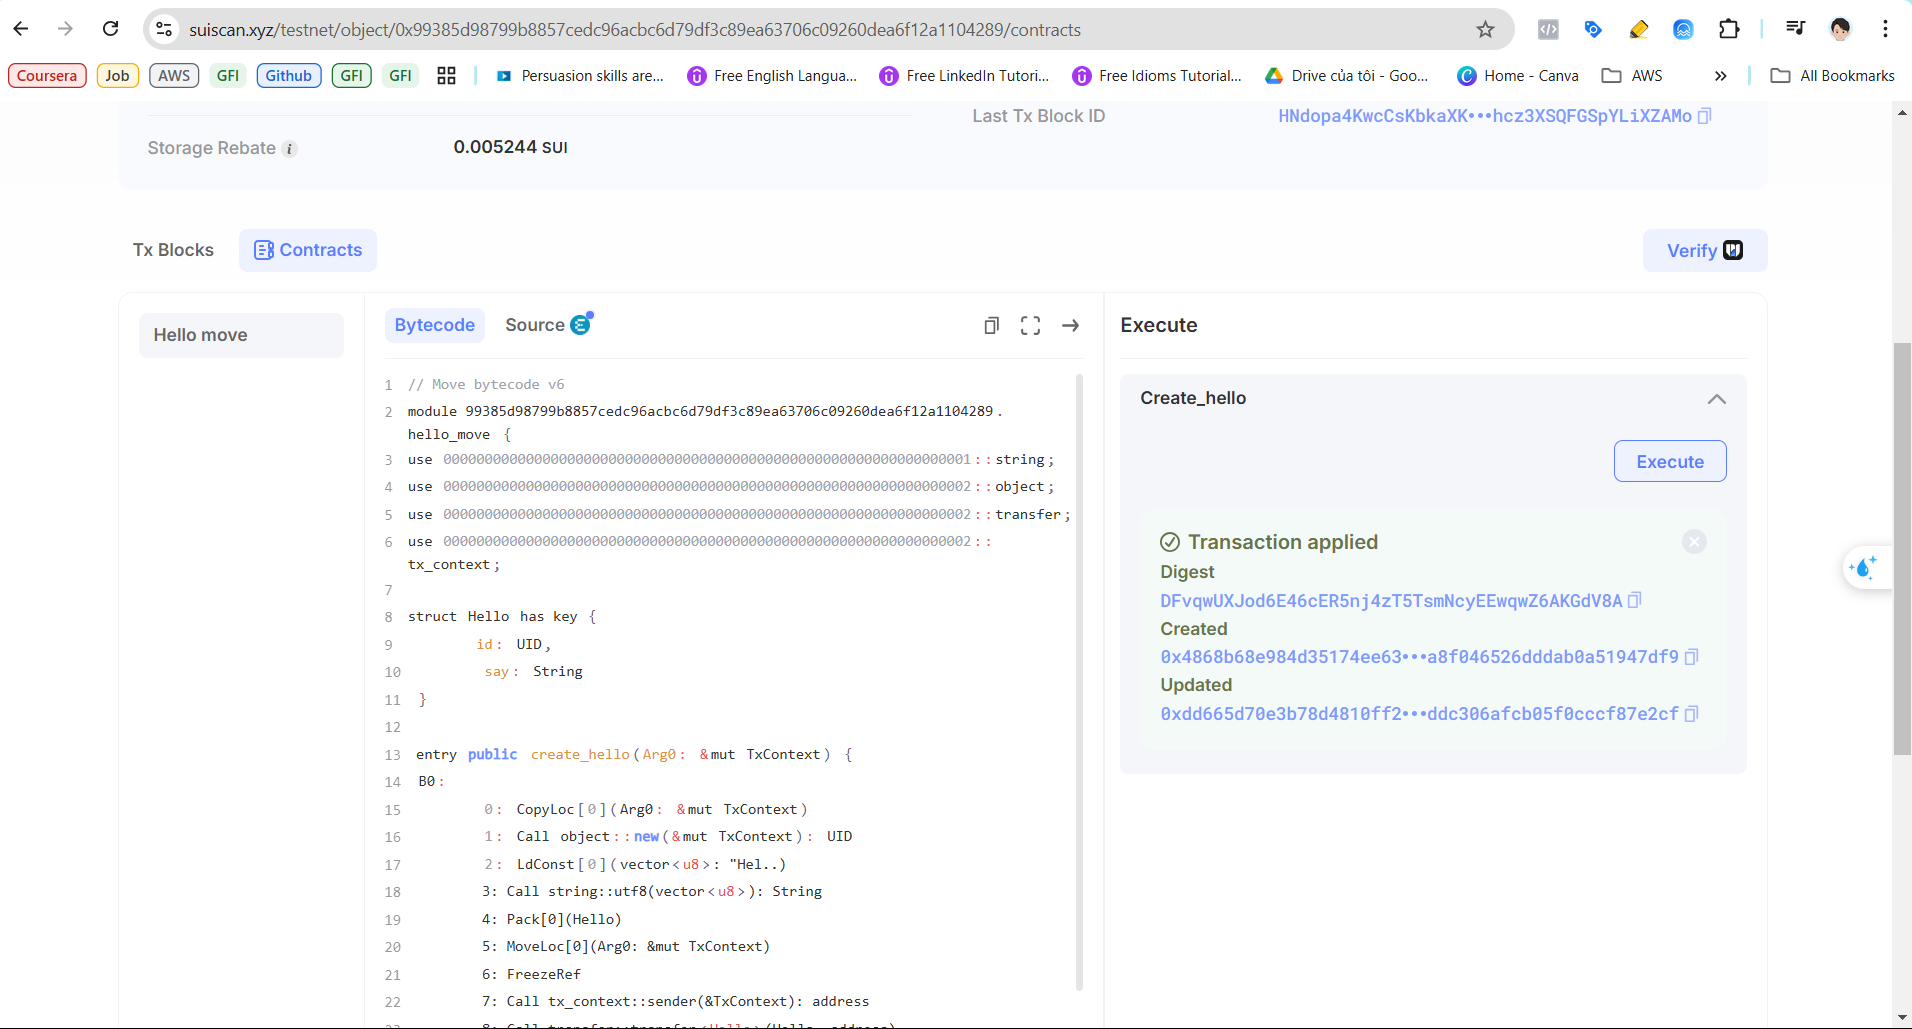 suiscan.xyz/testnet/object/0x99385d98799b8857cedc96acbc6d79df3c89ea63706c09260dea6f12a1104289/contracts
Coursera Job AWS GFI Github GFI GFI Persuasion skills are... Free English Langua... Free LinkedIn Tutori... Free Idioms Tutorial... Drive của tôi - Goo... Home - Canva AWS » All Bookmarks
Last Tx Block ID HNdopa4KwcCsKbkaXK•••hcz3XSQFGSpYLiXZAMo
Storage Rebate i 0.005244 SUI
Tx Blocks Contracts Verify
Hello move
Bytecode Source
1 // Move bytecode v6
2 module 99385d98799b8857cedc96acbc6d79df3c89ea63706c09260dea6f12a1104289.
hello_move {
3 use 0000000000000000000000000000000000000000000000000000000000000001::string;
4 use 0000000000000000000000000000000000000000000000000000000000000002::object;
5 use 0000000000000000000000000000000000000000000000000000000000000002::transfer;
6 use 0000000000000000000000000000000000000000000000000000000000000002::
tx_context;
7
8 struct Hello has key {
9 id: UID,
10 say: String
11 }
12
13 entry public create_hello(Arg0: &mut TxContext) {
14 B0:
15 0: CopyLoc[0](Arg0: &mut TxContext)
16 1: Call object::new(&mut TxContext): UID
17 2: LdConst[0](vector<u8>: "Hel..)
18 3: Call string::utf8(vector<u8>): String
19 4: Pack[0](Hello)
20 5: MoveLoc[0](Arg0: &mut TxContext)
21 6: FreezeRef
22 7: Call tx_context::sender(&TxContext): address
23 8: Call transfer::transfer<Hello>(Hello, address)
Execute
Create_hello
Execute
Transaction applied
Digest
DFvqwUXJod6E46cER5nj4zT5TsmNcyEEwqwZ6AKGdV8A
Created
0x4868b68e984d35174ee63•••a8f046526dddab0a51947df9
Updated
0xdd665d70e3b78d4810ff2•••ddc306afcb05f0cccf87e2cf